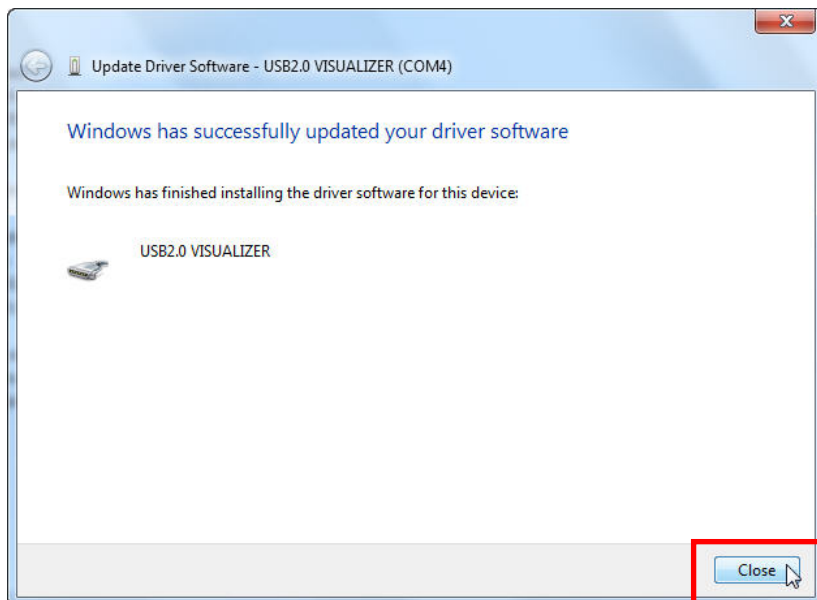 Update Driver Software - USB2.0 VISUALIZER (COM4)
Windows has successfully updated your driver software
Windows has finished installing the driver software for this device:
USB2.0 VISUALIZER
Close